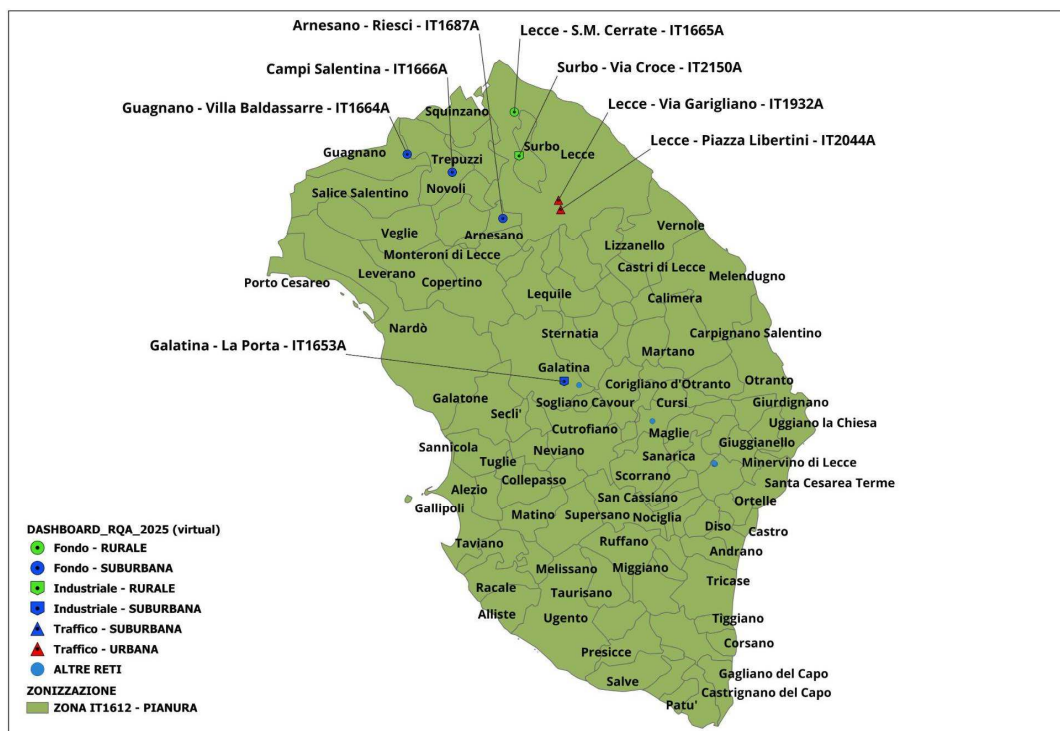 Arnesano - Riesci - IT1687A
Lecce - S.M. Cerrate - IT1665A
Campi Salentina - IT1666A
Surbo - Via Croce - IT2150A
Guagnano - Villa Baldassarre - IT1664A
Lecce - Via Garigliano - IT1932A
Lecce - Piazza Libertini - IT2044A
Squinzano
Guagnano
Trepuzzi
Surbo
Lecce
Salice Salentino
Novoli
Veglie
Arnesano
Vernole
Monteroni di Lecce
Lizzanello
Porto Cesareo
Leverano
Copertino
Castri di Lecce
Melendugno
Lequile
Calimera
Nardò
Sternatia
Carpignano Salentino
Galatina - La Porta - IT1653A
Martano
Galatina
Corigliano d'Otranto
Otranto
Galatone
Sogliano Cavour
Cursi
Giurdignano
Secli'
Uggiano la Chiesa
Cutrofiano
Maglie
Giuggianello
Sannicola
Neviano
Sanarica
Minervino di Lecce
Tuglie
Collepasso
Scorrano
Santa Cesarea Terme
Alezio
San Cassiano
Ortelle
Gallipoli
Matino
Supersano
Nociglia
Diso
Castro
Taviano
Ruffano
Andrano
Melissano
Miggiano
Racale
Taurisano
Tricase
Alliste
Ugento
Tiggiano
Corsano
Presicce
Gagliano del Capo
Salve
Castrignano del Capo
Patu'
DASHBOARD_RQA_2025 (virtual)
Fondo - RURALE
Fondo - SUBURBANA
Industriale - RURALE
Industriale - SUBURBANA
Traffico - SUBURBANA
Traffico - URBANA
ALTRE RETI
ZONIZZAZIONE
ZONA IT1612 - PIANURA